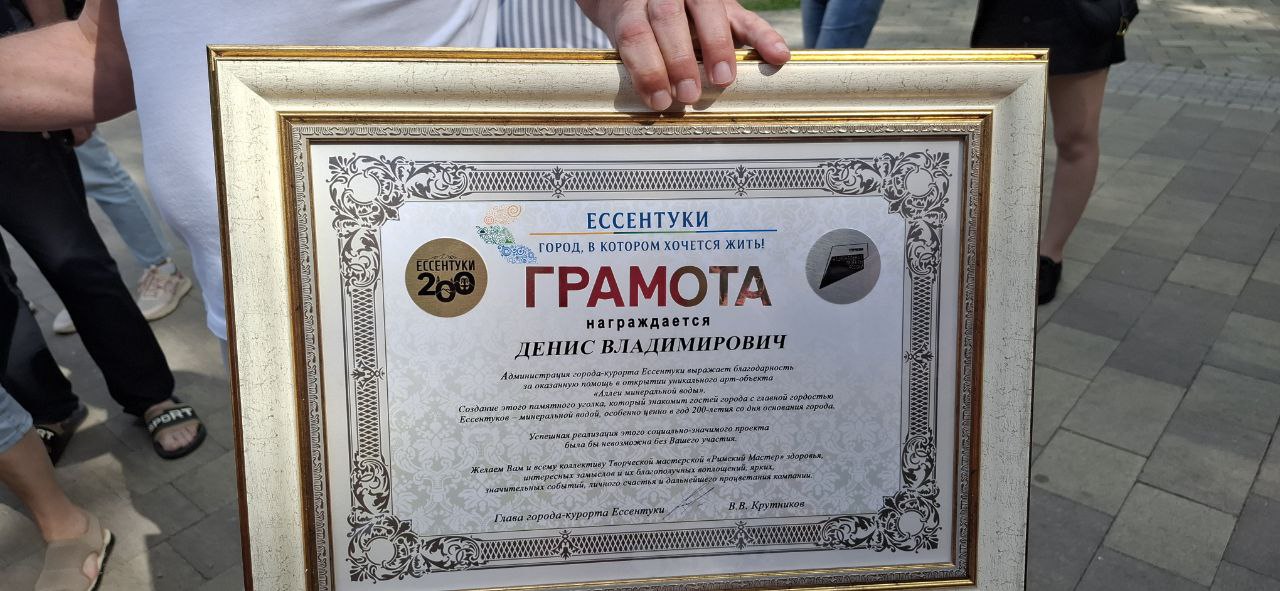 ЕССЕНТУКИ
ГОРОД, В КОТОРОМ ХОЧЕТСЯ ЖИТЬ!
ЕССЕНТУКИ
200
ГРАМОТА
награждается
ДЕНИС ВЛАДИМИРОВИЧ
Администрация города-курорта Ессентуки выражает благодарность
за оказанную помощь в открытии уникального арт-объекта
«Аллеи минеральной воды».
Создание этого памятного уголка, который знакомит гостей города с главной гордостью
Ессентуков – минеральной водой, особенно ценно в год 200-летия со дня основания города.
Успешная реализация этого социально-значимого проекта
была бы невозможна без Вашего участия.
Желаем Вам и всему коллективу Творческой мастерской «Римский Мастер» здоровья,
интересных замыслов и их благополучных воплощений, ярких,
значительных событий, личного счастья и дальнейшего процветания компании.
Глава города-курорта Ессентуки В.В. Крутников
SPORT